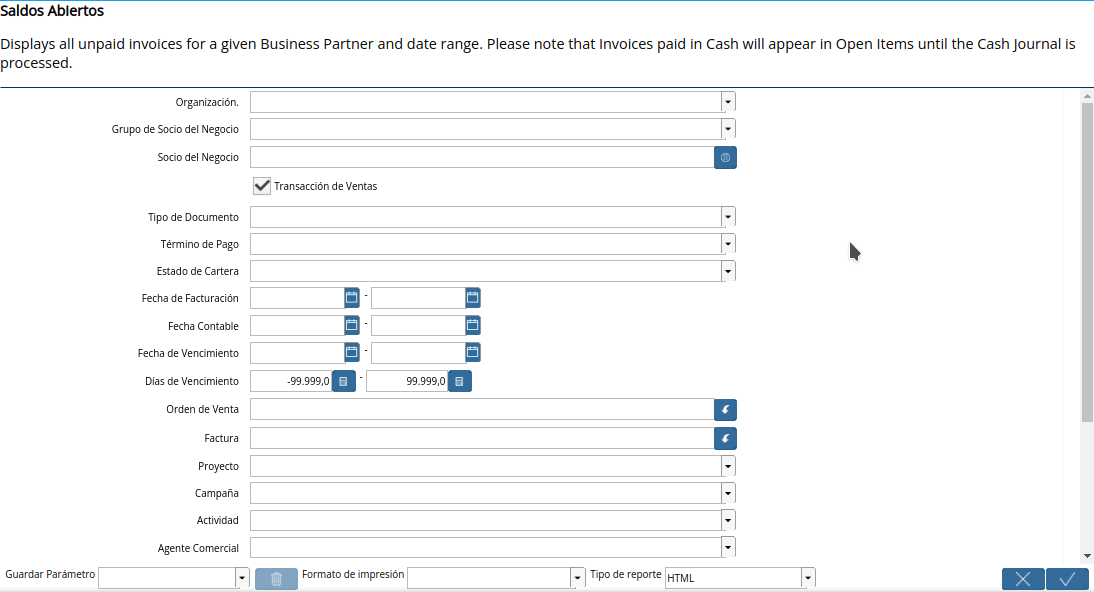 Saldos Abiertos
Displays all unpaid invoices for a given Business Partner and date range. Please note that Invoices paid in Cash will appear in Open Items until the Cash Journal is
processed.
Organización.
Grupo de Socio del Negocio
Socio del Negocio
Transacción de Ventas
Tipo de Documento
Término de Pago
Estado de Cartera
Fecha de Facturación -
Fecha Contable -
Fecha de Vencimiento -
Días de Vencimiento -99.999,0 - 99.999,0
Orden de Venta
Factura
Proyecto
Campaña
Actividad
Agente Comercial
Guardar Parámetro Formato de impresión Tipo de reporte HTML